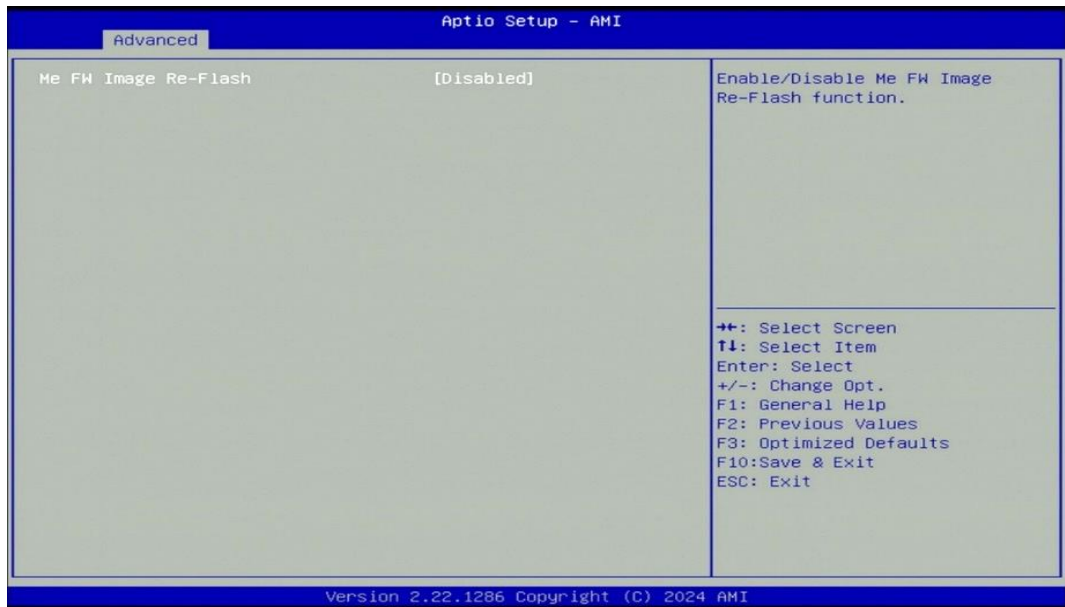 Aptio Setup - AMI
Advanced
Me FW Image Re-Flash [Disabled]
Enable/Disable Me FW Image
Re-Flash function.
→←: Select Screen
↑↓: Select Item
Enter: Select
+/-: Change Opt.
F1: General Help
F2: Previous Values
F3: Optimized Defaults
F10:Save & Exit
ESC: Exit
Version 2.22.1286 Copyright (C) 2024 AMI